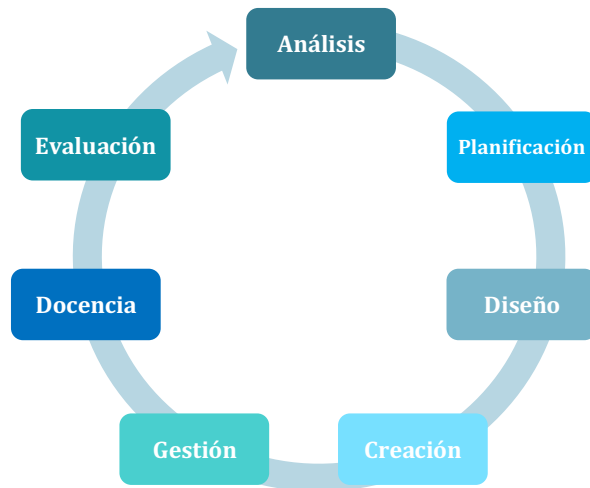 Análisis
Planificación
Diseño
Creación
Gestión
Docencia
Evaluación